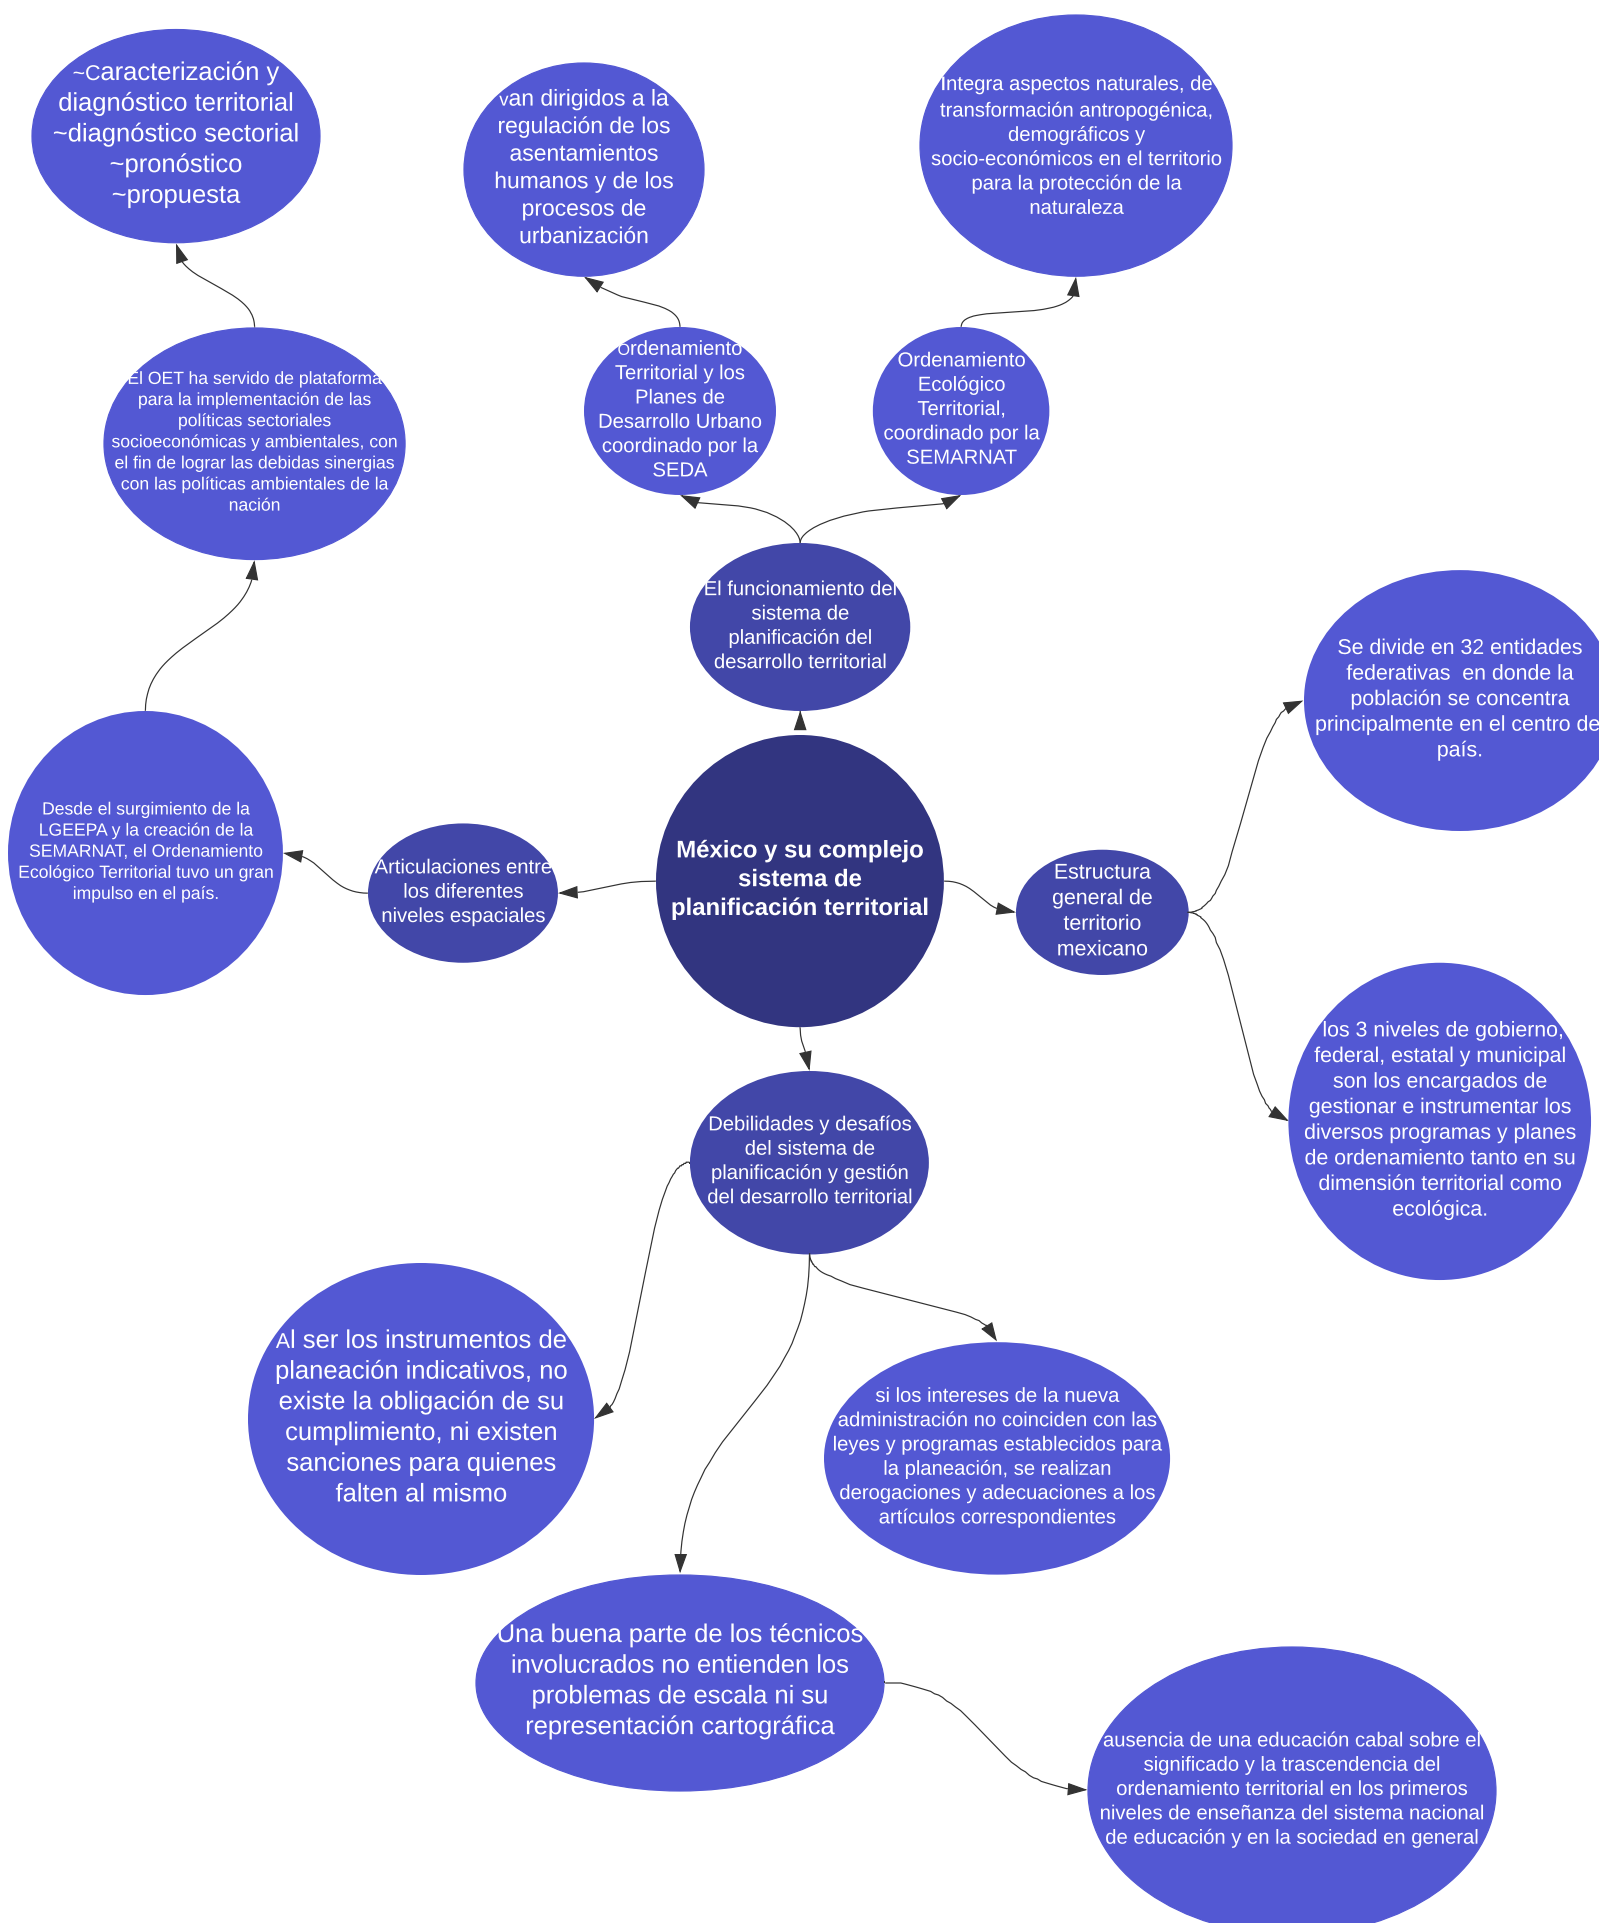 ~Caracterización y
diagnóstico territorial
~diagnóstico sectorial
~pronóstico
~propuesta
van dirigidos a la
regulación de los
asentamientos
humanos y de los
procesos de
urbanización
Integra aspectos naturales, de
transformación antropogénica,
demográficos y
socio-económicos en el territorio
para la protección de la
naturaleza
El OET ha servido de plataforma
para la implementación de las
políticas sectoriales
socioeconómicas y ambientales, con
el fin de lograr las debidas sinergias
con las políticas ambientales de la
nación
Ordenamiento
Territorial y los
Planes de
Desarrollo Urbano
coordinado por la
SEDA
Ordenamiento
Ecológico
Territorial,
coordinado por la
SEMARNAT
El funcionamiento del
sistema de
planificación del
desarrollo territorial
Se divide en 32 entidades
federativas  en donde la
población se concentra
principalmente en el centro de
país.
Desde el surgimiento de la
LGEEPA y la creación de la
SEMARNAT, el Ordenamiento
Ecológico Territorial tuvo un gran
impulso en el país.
Articulaciones entre
los diferentes
niveles espaciales
México y su complejo
sistema de
planificación territorial
Estructura
general de
territorio
mexicano
los 3 niveles de gobierno,
federal, estatal y municipal
son los encargados de
gestionar e instrumentar los
diversos programas y planes
de ordenamiento tanto en su
dimensión territorial como
ecológica.
Debilidades y desafíos
del sistema de
planificación y gestión
del desarrollo territorial
Al ser los instrumentos de
planeación indicativos, no
existe la obligación de su
cumplimiento, ni existen
sanciones para quienes
falten al mismo
si los intereses de la nueva
administración no coinciden con las
leyes y programas establecidos para
la planeación, se realizan
derogaciones y adecuaciones a los
artículos correspondientes
Una buena parte de los técnicos
involucrados no entienden los
problemas de escala ni su
representación cartográfica
ausencia de una educación cabal sobre el
significado y la trascendencia del
ordenamiento territorial en los primeros
niveles de enseñanza del sistema nacional
de educación y en la sociedad en general